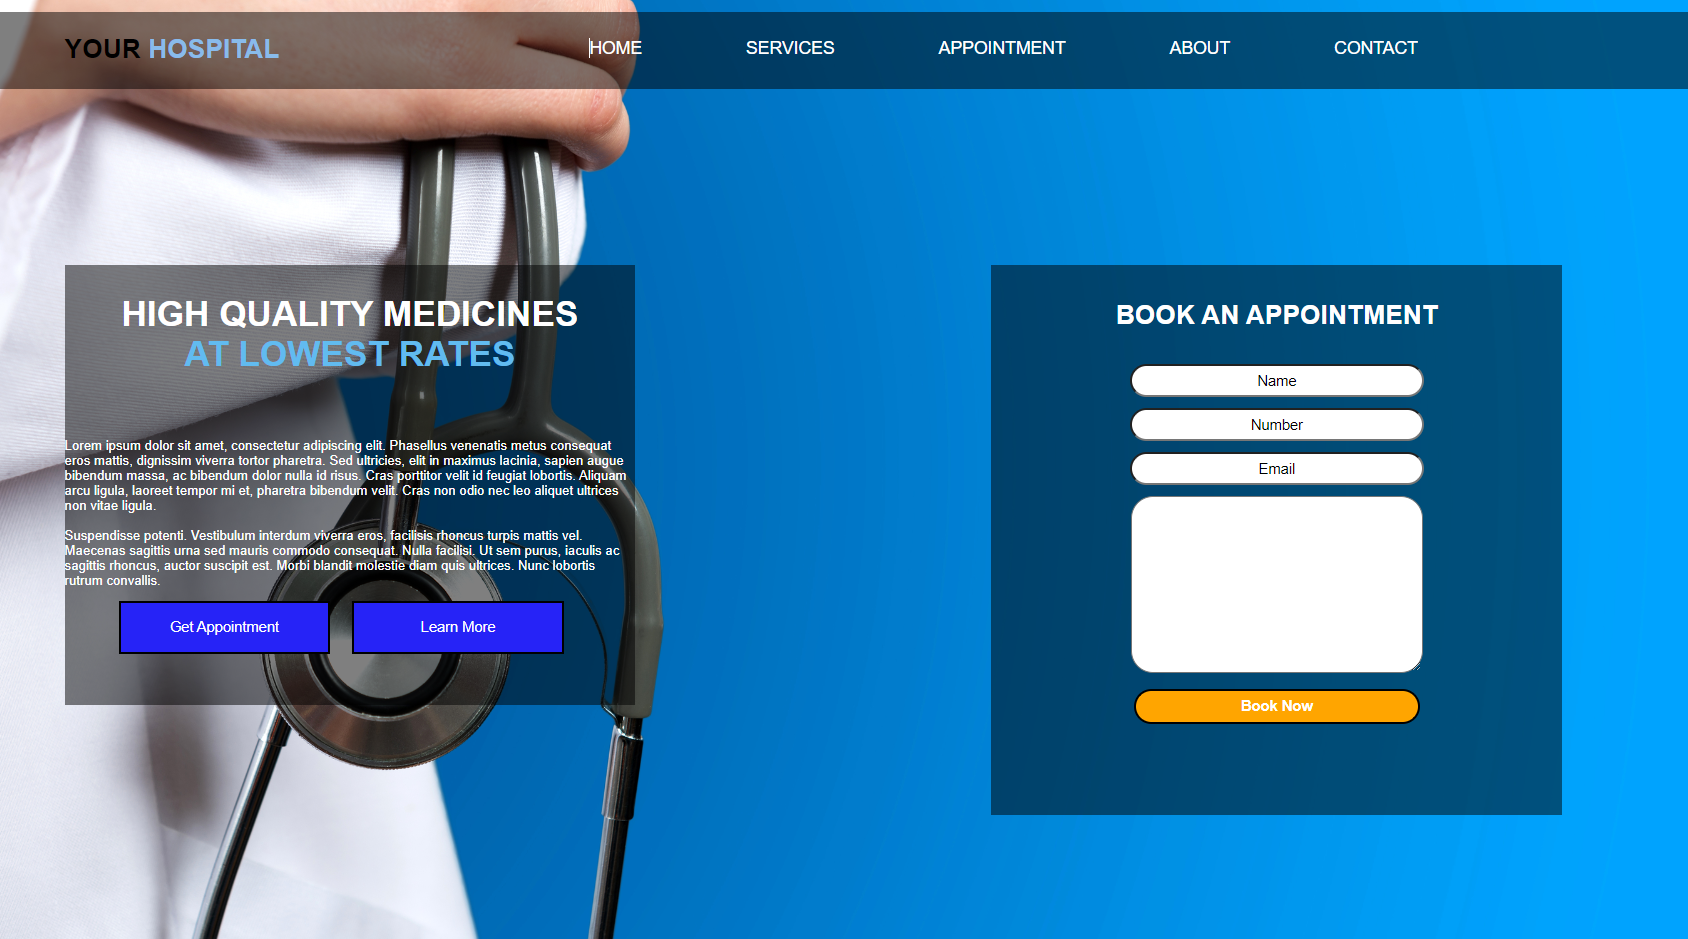 YOUR HOSPITAL
HOME
SERVICES
APPOINTMENT
ABOUT
CONTACT
HIGH QUALITY MEDICINES
AT LOWEST RATES
Lorem ipsum dolor sit amet, consectetur adipiscing elit. Phasellus venenatis metus consequat
eros mattis, dignissim viverra tortor pharetra. Sed ultricies, elit in maximus lacinia, sapien augue
bibendum massa, ac bibendum dolor nulla id risus. Cras porttitor velit id feugiat lobortis. Aliquam
arcu ligula, laoreet tempor mi et, pharetra bibendum velit. Cras non odio nec leo aliquet ultrices
non vitae ligula.
Suspendisse potenti. Vestibulum interdum viverra eros, facilisis rhoncus turpis mattis vel.
Maecenas sagittis urna sed mauris commodo consequat. Nulla facilisi. Ut sem purus, iaculis ac
sagittis rhoncus, auctor suscipit est. Morbi blandit molestie diam quis ultrices. Nunc lobortis
rutrum convallis.
Get Appointment
Learn More
BOOK AN APPOINTMENT
Name
Number
Email
Book Now